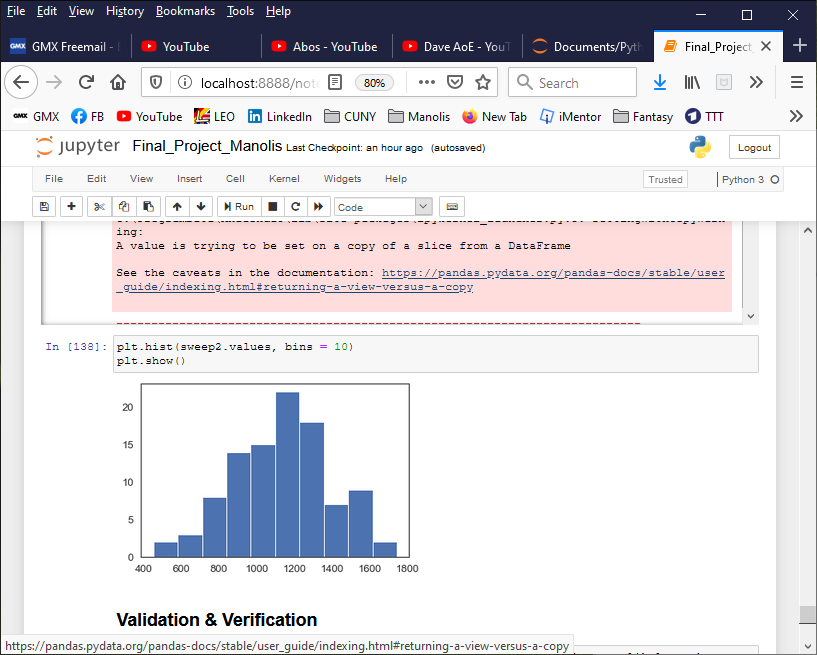 File Edit View History Bookmarks Tools Help
GMX GMX Freemail - E YouTube Abos - YouTube Dave AoE - YouT Documents/Pyth Final_Project_
localhost:8888/note 80% Search
GMX GMX FB YouTube LEO LinkedIn CUNY Manolis New Tab iMentor Fantasy TTT
jupyter Final_Project_Manolis Last Checkpoint: an hour ago (autosaved) Logout
File Edit View Insert Cell Kernel Widgets Help Trusted Python 3
Run Code
ing:
A value is trying to be set on a copy of a slice from a DataFrame
See the caveats in the documentation: https://pandas.pydata.org/pandas-docs/stable/user
_guide/indexing.html#returning-a-view-versus-a-copy
In [138]: plt.hist(sweep2.values, bins = 10)
plt.show()
20
15
10
5
0
400 600 800 1000 1200 1400 1600 1800
Validation & Verification
https://pandas.pydata.org/pandas-docs/stable/user_guide/indexing.html#returning-a-view-versus-a-copy